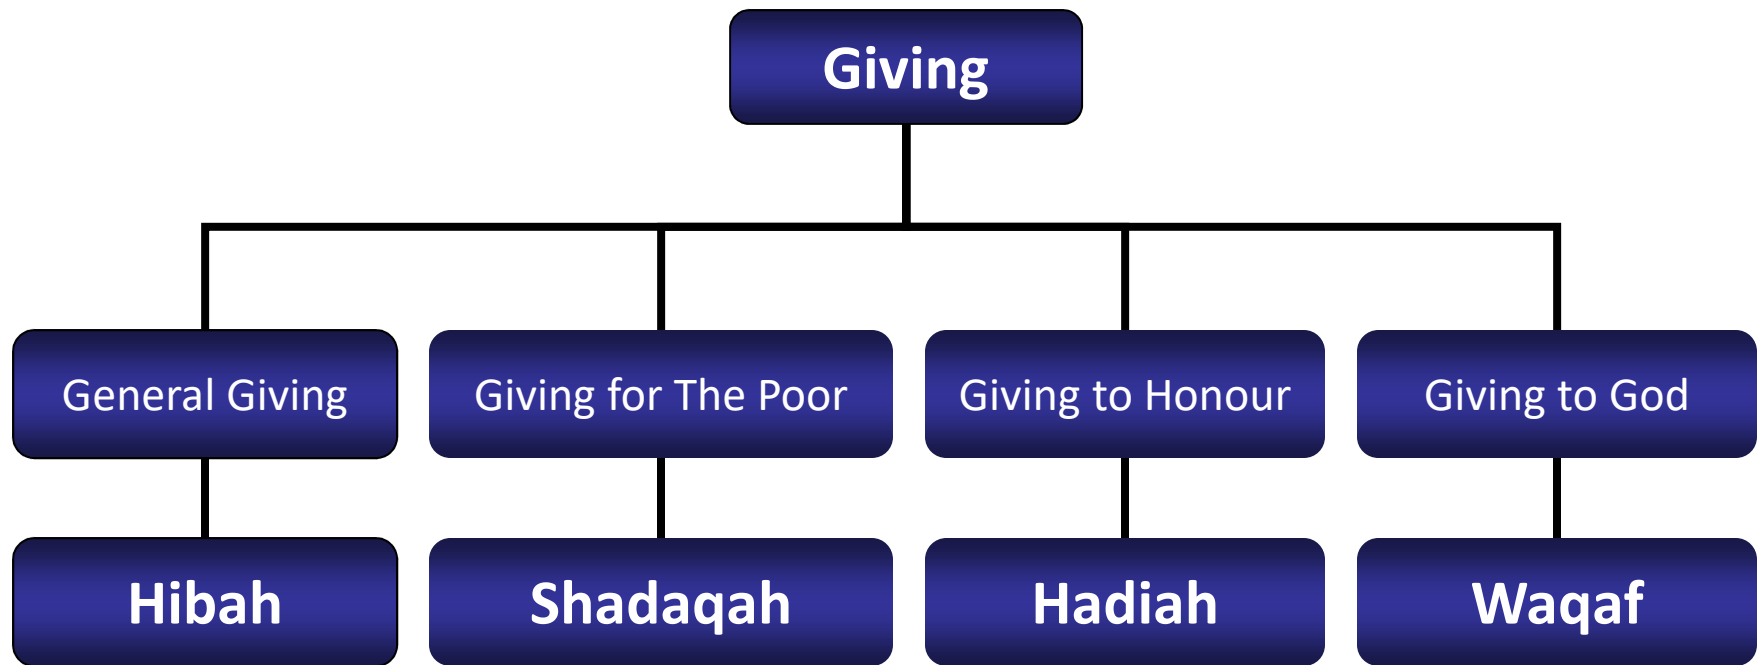 Giving
General Giving
Giving for The Poor
Giving to Honour
Giving to God
Hibah
Shadaqah
Hadiah
Waqaf